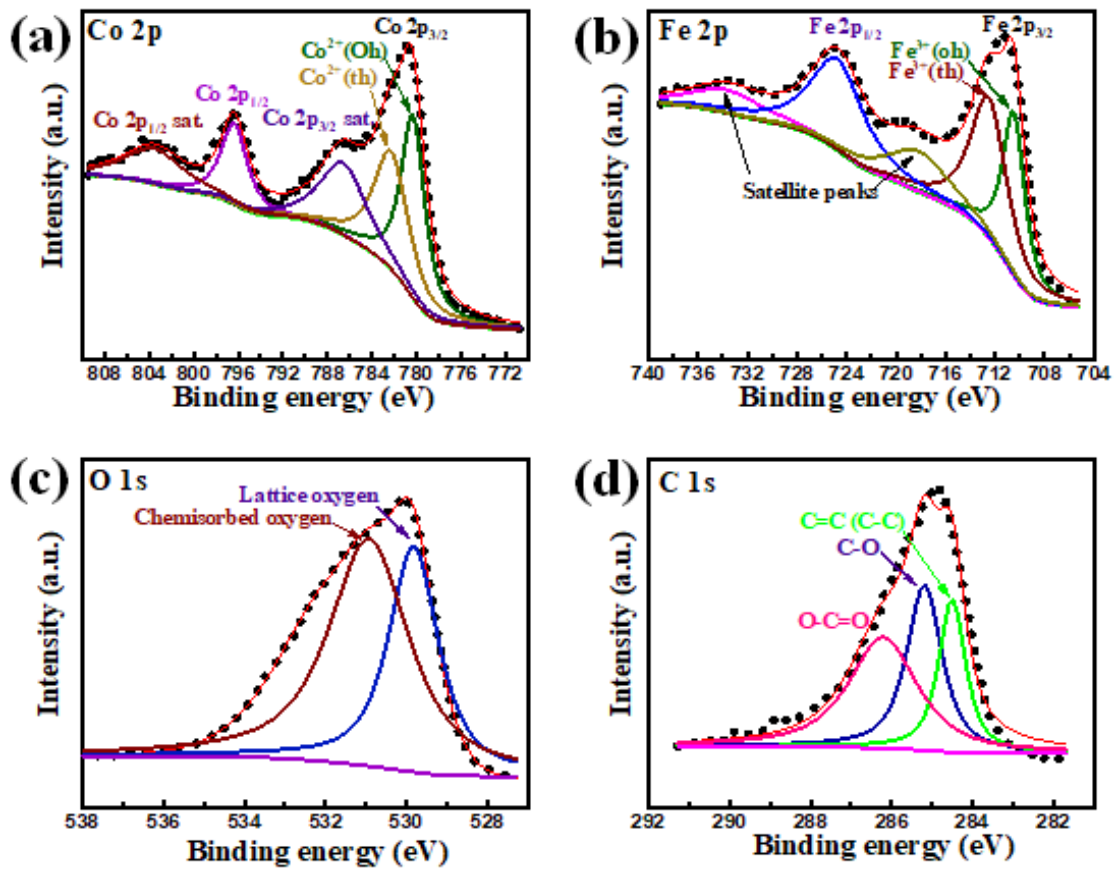 (a)
Co 2p
Co 2p3/2
Co2+(Oh)
Co2+(th)
Co 2p1/2
Co 2p1/2 sat.
Co 2p3/2 sat.
Intensity (a.u.)
808 804 800 796 792 788 784 780 776 772
Binding energy (eV)
(b)
Fe 2p
Fe 2p1/2
Fe 2p3/2
Fe3+(oh)
Fe3+(th)
Satellite peaks
Intensity (a.u.)
740 736 732 728 724 720 716 712 708 704
Binding energy (eV)
(c)
O 1s
Lattice oxygen
Chemisorbed oxygen
Intensity (a.u.)
538 536 534 532 530 528
Binding energy (eV)
(d)
C 1s
C=C (C-C)
C-O
O-C=O
Intensity (a.u.)
292 290 288 286 284 282
Binding energy (eV)